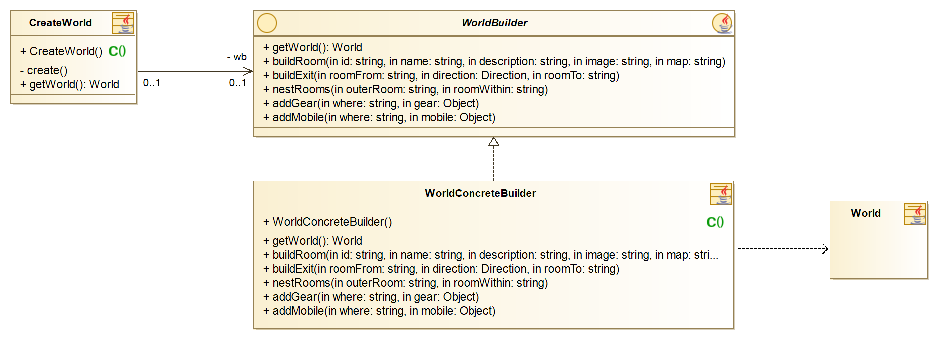 CreateWorld
+ CreateWorld() C()
- create()
+ getWorld(): World
- wb
0..1
0..1
WorldBuilder
+ getWorld(): World
+ buildRoom(in id: string, in name: string, in description: string, in image: string, in map: string)
+ buildExit(in roomFrom: string, in direction: Direction, in roomTo: string)
+ nestRooms(in outerRoom: string, in roomWithin: string)
+ addGear(in where: string, in gear: Object)
+ addMobile(in where: string, in mobile: Object)
WorldConcreteBuilder
+ WorldConcreteBuilder() C()
+ getWorld(): World
+ buildRoom(in id: string, in name: string, in description: string, in image: string, in map: stri...
+ buildExit(in roomFrom: string, in direction: Direction, in roomTo: string)
+ nestRooms(in outerRoom: string, in roomWithin: string)
+ addGear(in where: string, in gear: Object)
+ addMobile(in where: string, in mobile: Object)
World